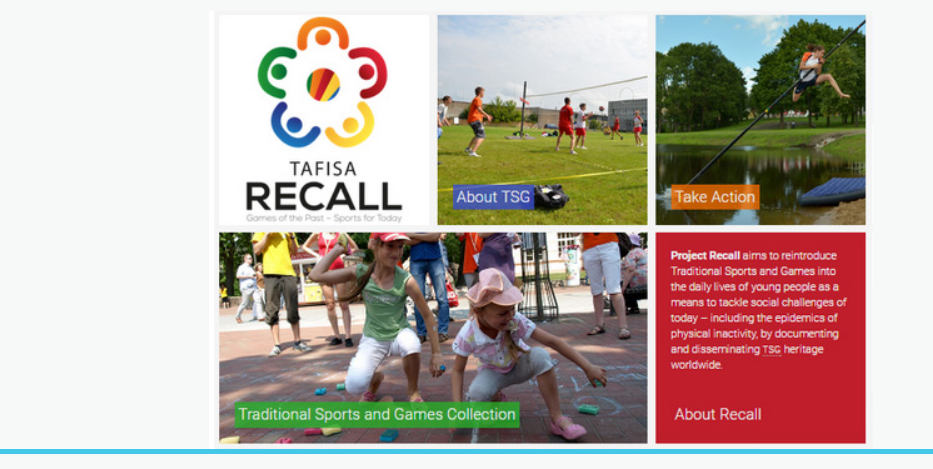 TAFISA
RECALL
Games of the Past – Sports for Today
About TSG
Take Action
Traditional Sports and Games Collection
Project Recall aims to reintroduce
Traditional Sports and Games into
the daily lives of young people as a
means to tackle social challenges of
today – including the epidemics of
physical inactivity, by documenting
and disseminating TSG heritage
worldwide.
About Recall